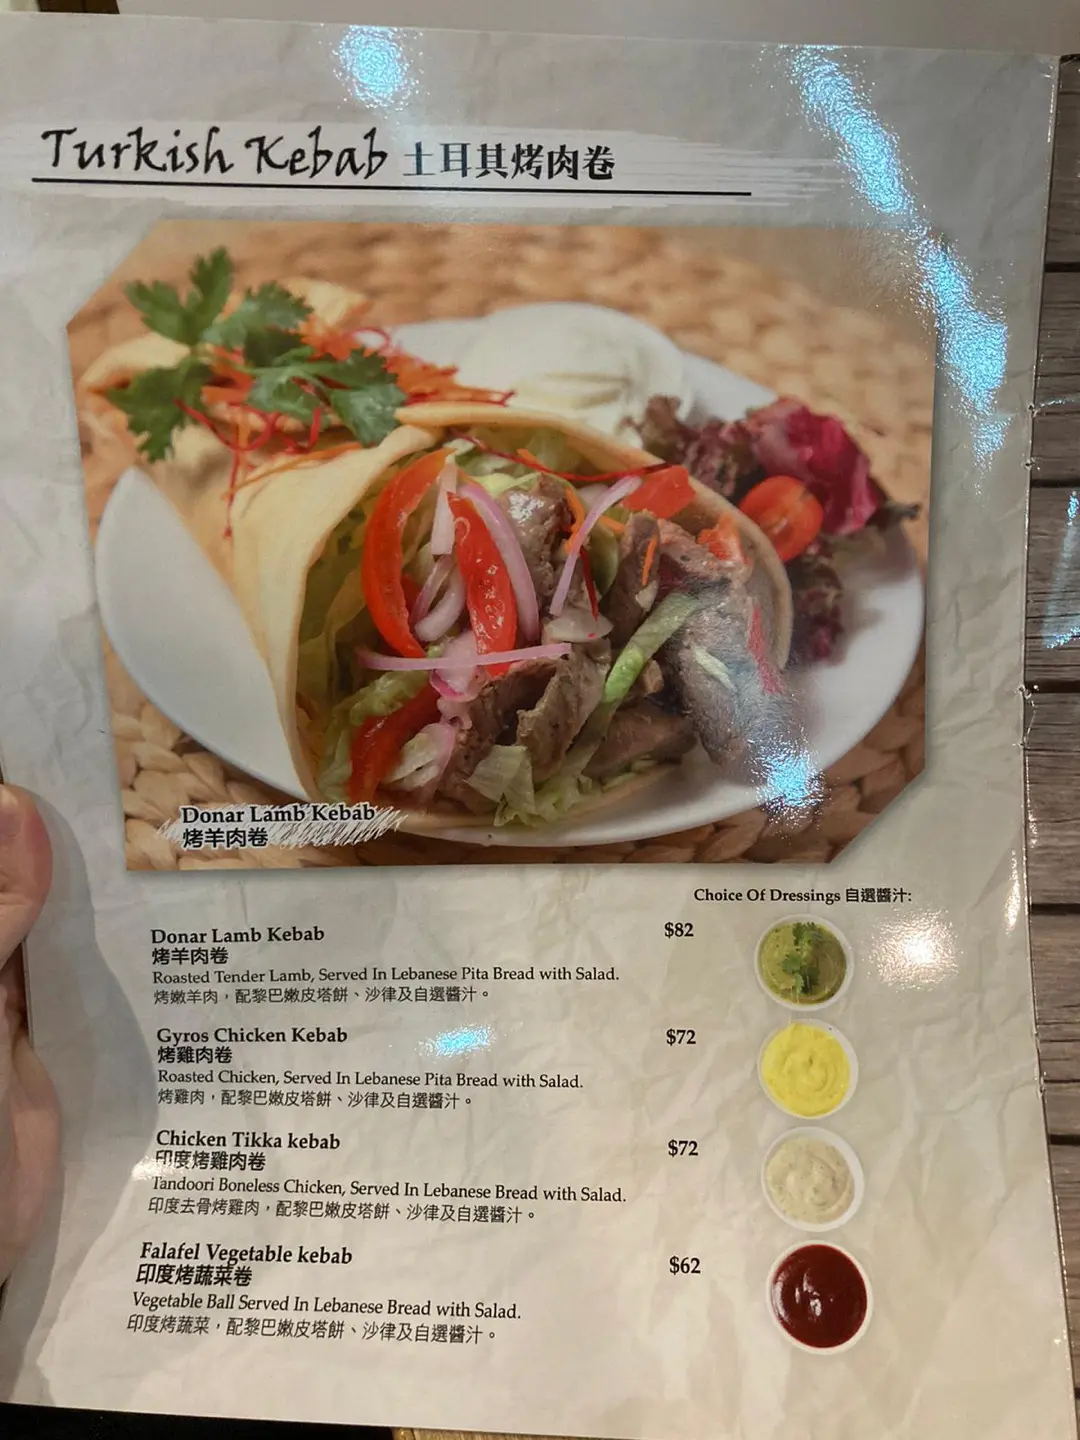 Turkish Kebab 土耳其烤肉卷
Donar Lamb Kebab
烤羊肉卷
Choice Of Dressings 自選醬汁:
Donar Lamb Kebab $82
烤羊肉卷
Roasted Tender Lamb, Served In Lebanese Pita Bread with Salad.
烤嫩羊肉，配黎巴嫩皮塔餅、沙律及自選醬汁。
Gyros Chicken Kebab $72
烤雞肉卷
Roasted Chicken, Served In Lebanese Pita Bread with Salad.
烤雞肉，配黎巴嫩皮塔餅、沙律及自選醬汁。
Chicken Tikka kebab $72
印度烤雞肉卷
Tandoori Boneless Chicken, Served In Lebanese Bread with Salad.
印度去骨烤雞肉，配黎巴嫩皮塔餅、沙律及自選醬汁。
Falafel Vegetable kebab $62
印度烤蔬菜卷
Vegetable Ball Served In Lebanese Bread with Salad.
印度烤蔬菜，配黎巴嫩皮塔餅、沙律及自選醬汁。